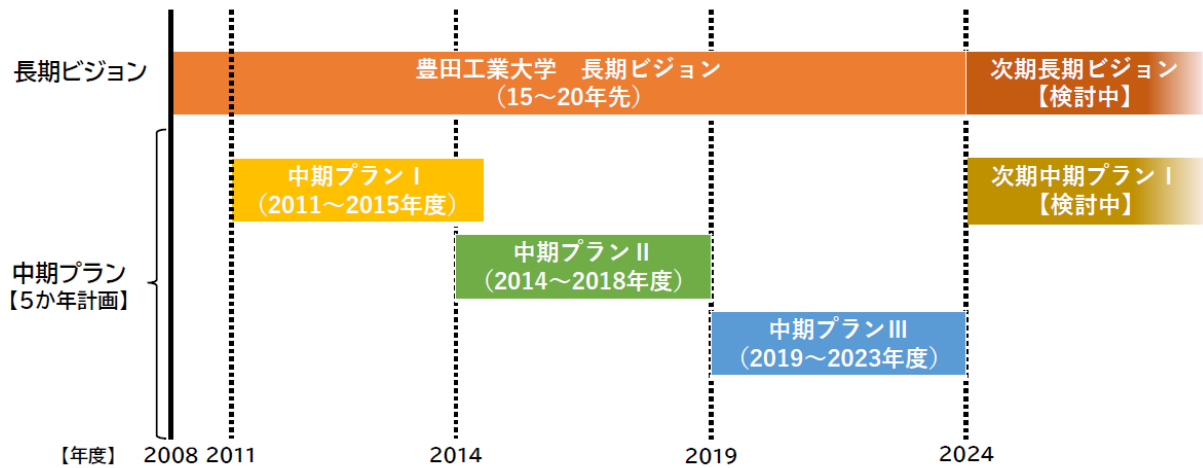 長期ビジョン
豊田工業大学　長期ビジョン
（15～20年先）
次期長期ビジョン
【検討中】
中期プランⅠ
（2011～2015年度）
次期中期プランⅠ
【検討中】
中期プランⅡ
（2014～2018年度）
中期プラン
【5か年計画】
中期プランⅢ
（2019～2023年度）
【年度】 2008 2011 2014 2019 2024